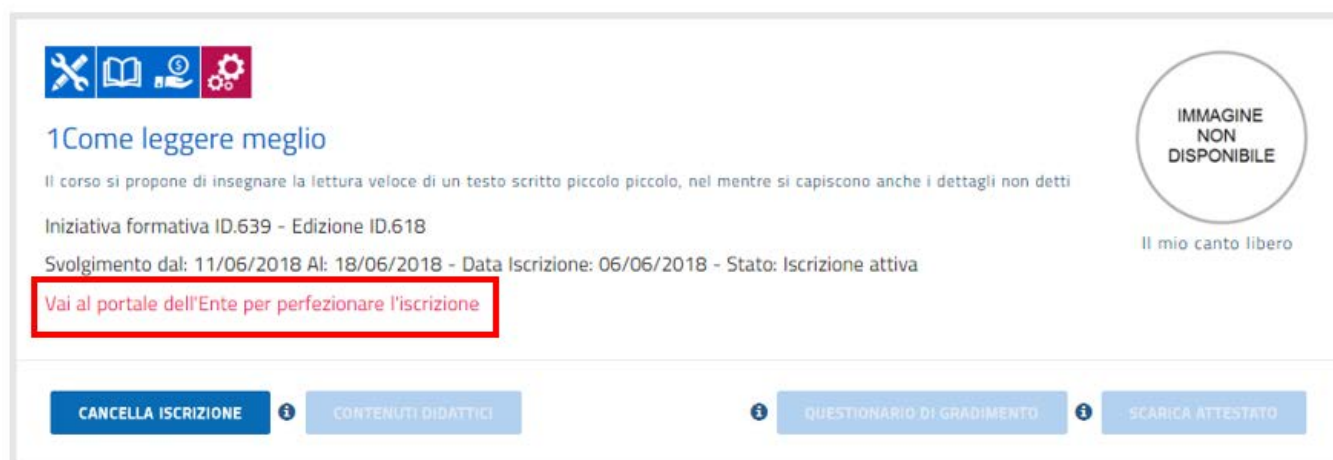 1Come leggere meglio
Il corso si propone di insegnare la lettura veloce di un testo scritto piccolo piccolo, nel mentre si capiscono anche i dettagli non detti
Iniziativa formativa ID.639 - Edizione ID.618
Svolgimento dal: 11/06/2018 Al: 18/06/2018 - Data Iscrizione: 06/06/2018 - Stato: Iscrizione attiva
Vai al portale dell'Ente per perfezionare l'iscrizione
IMMAGINE
NON
DISPONIBILE
Il mio canto libero
CANCELLA ISCRIZIONE
CONTENUTI DIDATTICI
QUESTIONARIO DI GRADIMENTO
SCARICA ATTESTATO